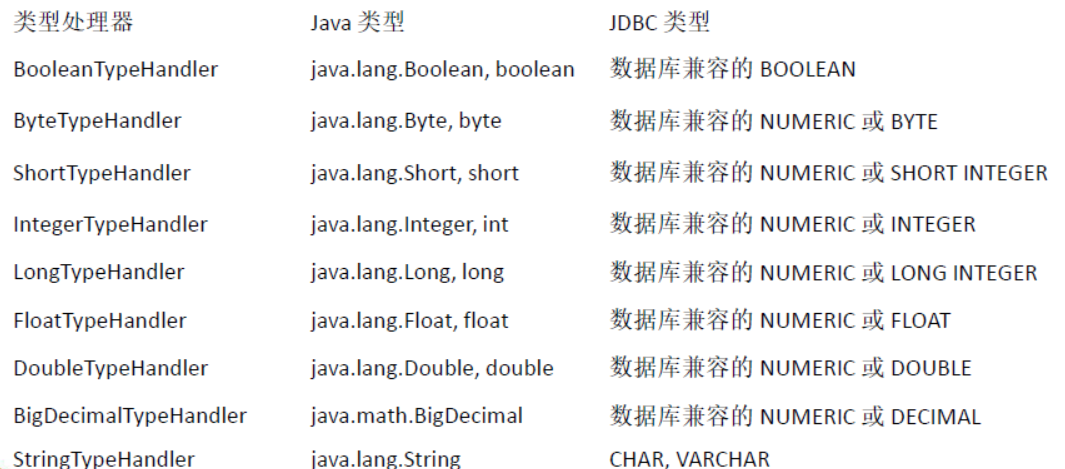 类型处理器 Java 类型 JDBC 类型
BooleanTypeHandler java.lang.Boolean, boolean 数据库兼容的 BOOLEAN
ByteTypeHandler java.lang.Byte, byte 数据库兼容的 NUMERIC 或 BYTE
ShortTypeHandler java.lang.Short, short 数据库兼容的 NUMERIC 或 SHORT INTEGER
IntegerTypeHandler java.lang.Integer, int 数据库兼容的 NUMERIC 或 INTEGER
LongTypeHandler java.lang.Long, long 数据库兼容的 NUMERIC 或 LONG INTEGER
FloatTypeHandler java.lang.Float, float 数据库兼容的 NUMERIC 或 FLOAT
DoubleTypeHandler java.lang.Double, double 数据库兼容的 NUMERIC 或 DOUBLE
BigDecimalTypeHandler java.math.BigDecimal 数据库兼容的 NUMERIC 或 DECIMAL
StringTypeHandler java.lang.String CHAR, VARCHAR